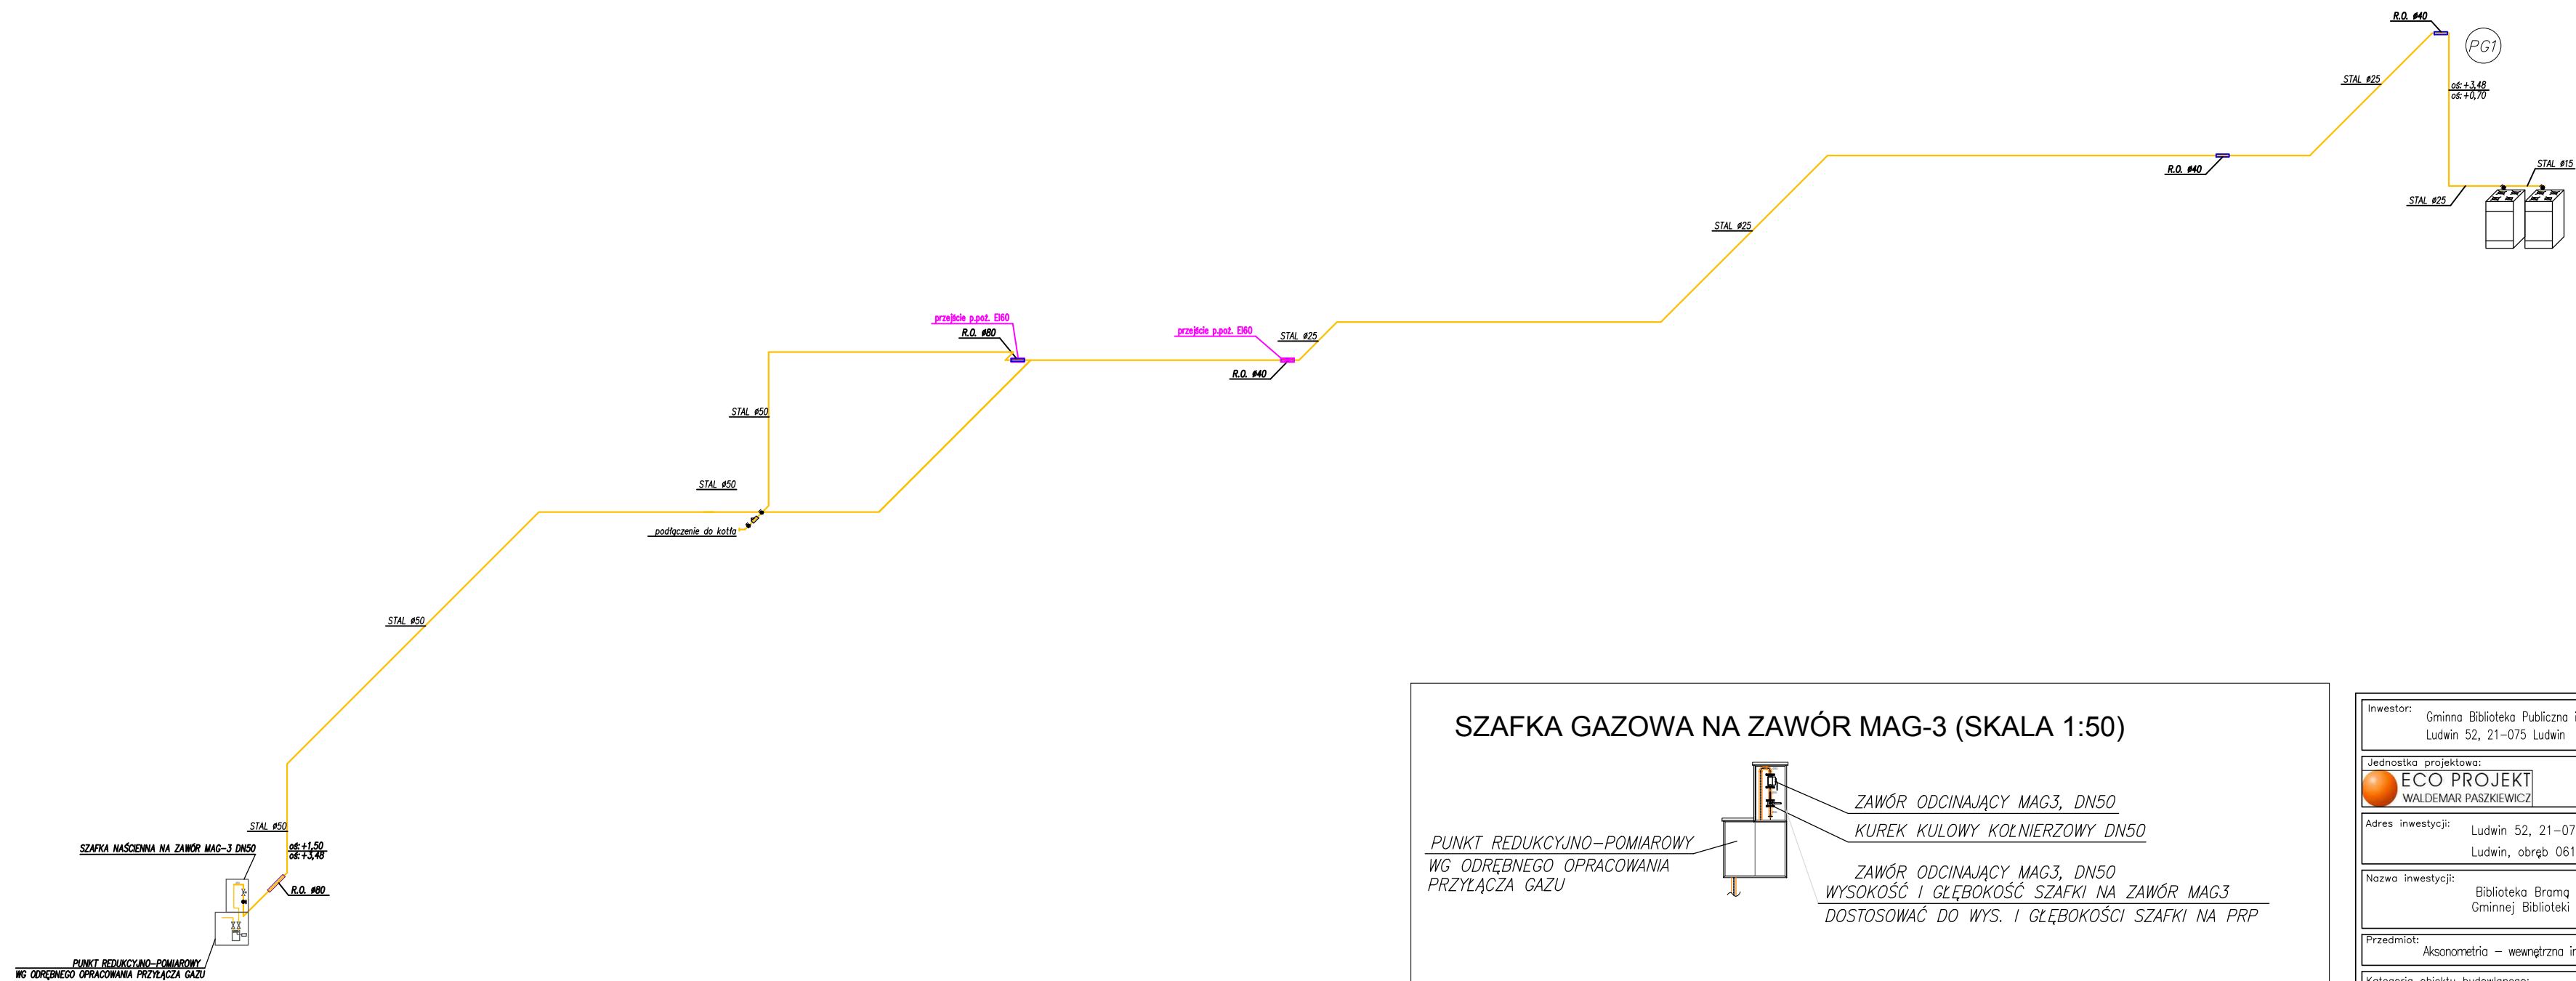 R.O. ø40
PG1
STAL ø25
oś: +3,48
oś: +0,70
STAL ø15
R.O. ø40
STAL ø25
STAL ø25
przejście p.poż. EI60
R.O. ø80
przejście p.poż. EI60
STAL ø25
R.O. ø40
STAL ø50
STAL ø50
podłączenie do kotła
STAL ø50
STAL ø50
SZAFKA NAŚCIENNA NA ZAWÓR MAG-3 DN50
oś: +1,50
oś: +3,48
R.O. ø80
PUNKT REDUKCYJNO-POMIAROWY
WG ODRĘBNEGO OPRACOWANIA PRZYŁĄCZA GAZU
SZAFKA GAZOWA NA ZAWÓR MAG-3 (SKALA 1:50)
ZAWÓR ODCINAJĄCY MAG3, DN50
KUREK KULOWY KOŁNIERZOWY DN50
PUNKT REDUKCYJNO-POMIAROWY
WG ODRĘBNEGO OPRACOWANIA
PRZYŁĄCZA GAZU
ZAWÓR ODCINAJĄCY MAG3, DN50
WYSOKOŚĆ I GŁĘBOKOŚĆ SZAFKI NA ZAWÓR MAG3
DOSTOSOWAĆ DO WYS. I GŁĘBOKOŚCI SZAFKI NA PRP
Inwestor:
Gminna Biblioteka Publiczna
Ludwin 52, 21-075 Ludwin
Jednostka projektowa:
ECO PROJEKT
WALDEMAR PASZKIEWICZ
Adres inwestycji:
Ludwin 52, 21-07
Ludwin, obręb 061
Nazwa inwestycji:
Biblioteka Bramą
Gminnej Biblioteki
Przedmiot:
Aksonometria - wewnętrzna in
Kategoria obiektu budowlanego: